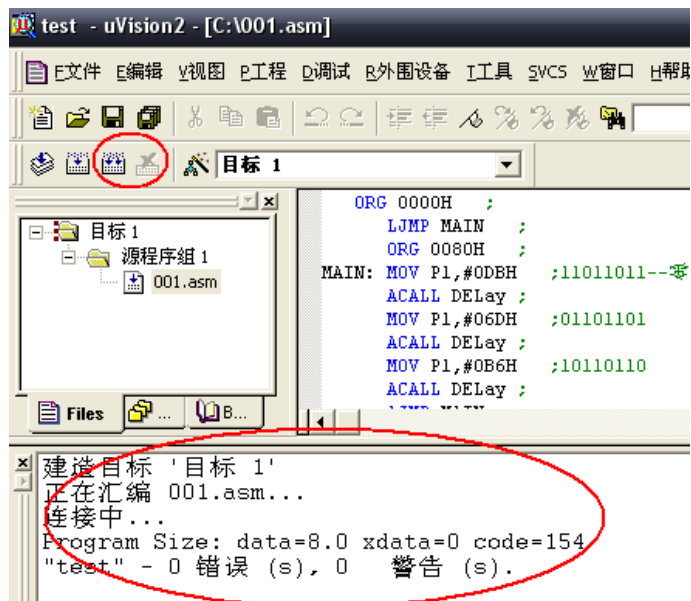 test - uVision2 - [C:\001.asm]
F文件 E编辑 V视图 P工程 D调试 R外围设备 T工具 SVCS W窗口 H帮助
目标 1
目标 1
源程序组 1
001.asm
Files ... B...
ORG 0000H ;
LJMP MAIN ;
ORG 0080H ;
MAIN: MOV P1,#0DBH ;11011011--零
ACALL DELay ;
MOV P1,#06DH ;01101101
ACALL DELay ;
MOV P1,#0B6H ;10110110
ACALL DELay ;
建造目标 '目标 1'
正在汇编 001.asm...
连接中...
Program Size: data=8.0 xdata=0 code=154
"test" - 0 错误 (s), 0 警告 (s).